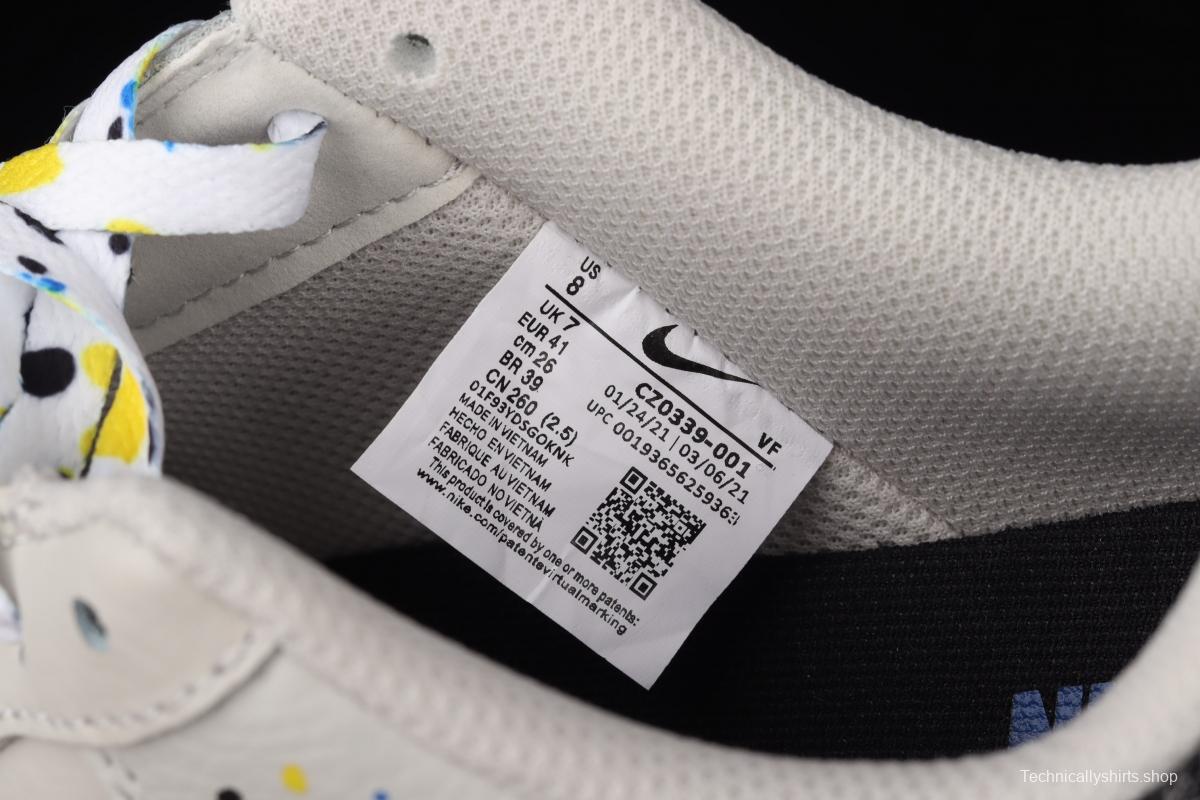 US
8
UK 7
EUR 41
cm 26
BR 39
CN 260 (2.5)
01F93YDSGOKNK
MADE IN VIETNAM
HECHO EN VIETNAM
FABRIQUE AU VIETNAM
FABRICADO NO VIETNÃ
This product is covered by one or more patents:
www.nike.com/patentsvirtualmarking
VF
CZ0339-001
01/24/21 | 03/06/21
UPC 00193656259363
Technicallyshirts.shop